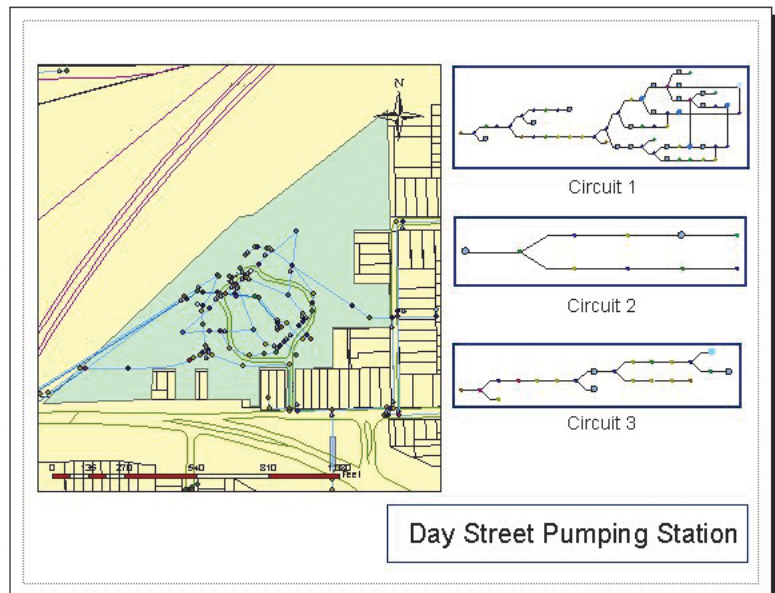 N
Circuit 1
Circuit 2
Circuit 3
0 135 270 540 810
Feet
Day Street Pumping Station